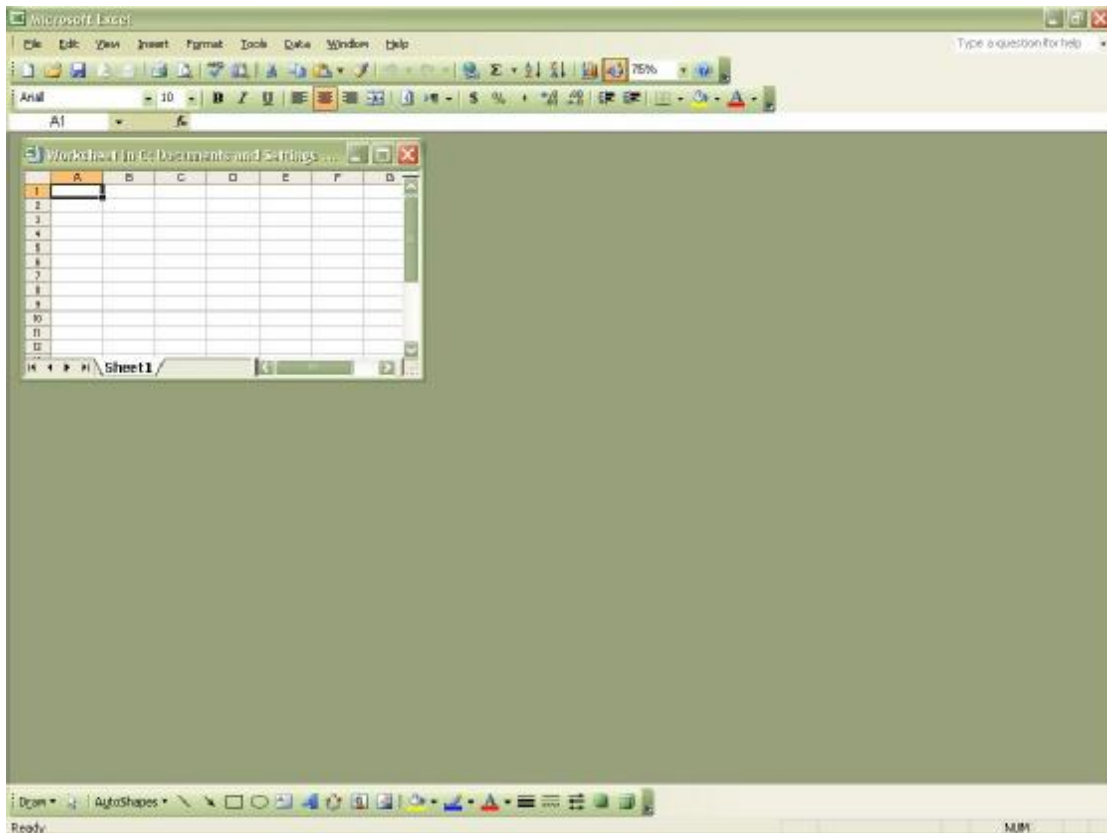 Microsoft Excel
File Edit View Insert Format Tools Data Window Help Type a question for help
75%
Arial 10 B I U $ %
A1 fx
Worksheet in C: Documents and Settings ...
A B C D E F G
1
2
3
4
5
6
7
8
9
10
11
12
Sheet1
Draw AutoShapes
Ready NUM